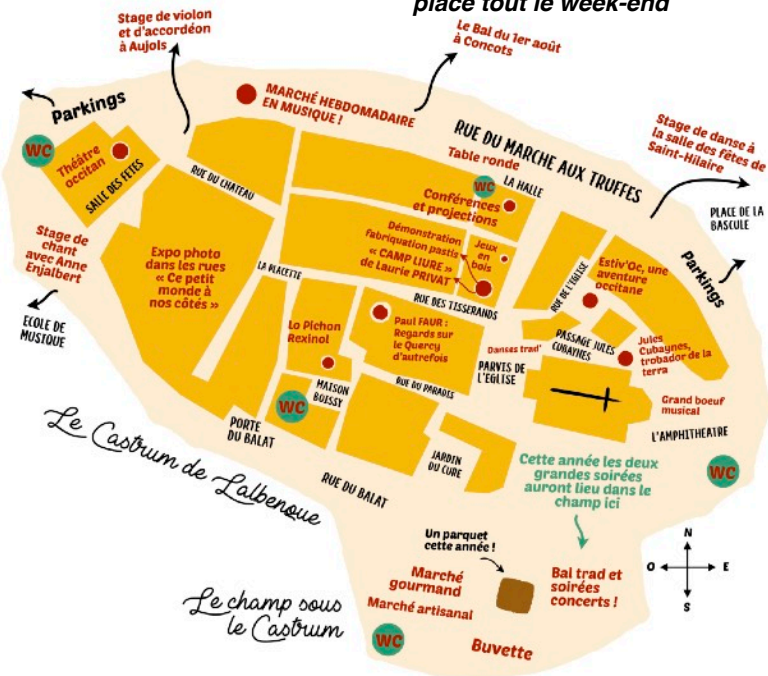 place tout le week-end
Stage de violon
et d'accordéon
à Aujols
Le Bal du 1er août
à Concots
Parkings
MARCHÉ HEBDOMADAIRE
EN MUSIQUE !
RUE DU MARCHE AUX TRUFFES
Stage de danse à
la salle des fêtes de
Saint-Hilaire
WC
Théâtre
occitan
SALLE DES FETES
RUE DU CHATEAU
Table ronde
WC
LA HALLE
Conférences
et projections
PLACE DE LA
BASCULE
Stage de
chant
avec Anne
Enjalbert
Expo photo
dans les rues
« Ce petit
monde à
nos côtés »
Démonstration
fabriquation pastis
« CAMP LIURE »
de Laurie PRIVAT
Jeux
en
bois
RUE DE L'EGLISE
Estiv'Oc, une
aventure
occitane
Parkings
LA PLACETTE
RUE DES TISSERANDS
ECOLE DE
MUSIQUE
Lo Pichon
Rexinol
Paul FAUR :
Regards sur
le Quercy
d'autrefois
Danses trad'
PASSAGE JULES
CUBAYNES
Jules
Cubaynes,
trobador de la
terra
PARVIS DE
L'EGLISE
MAISON
BOISSY
RUE DU PARADIS
Grand boeuf
musical
WC
PORTE
DU BALAT
L'AMPHITHEATRE
Le Castrum de Lalbenque
JARDIN
DU CURE
Cette année les deux
grandes soirées
auront lieu dans le
champ ici
WC
RUE DU BALAT
Un parquet
cette année !
N
O
E
S
Le champ sous
le Castrum
Marché
gourmand
Marché artisanal
Bal trad et
soirées
concerts !
WC
Buvette